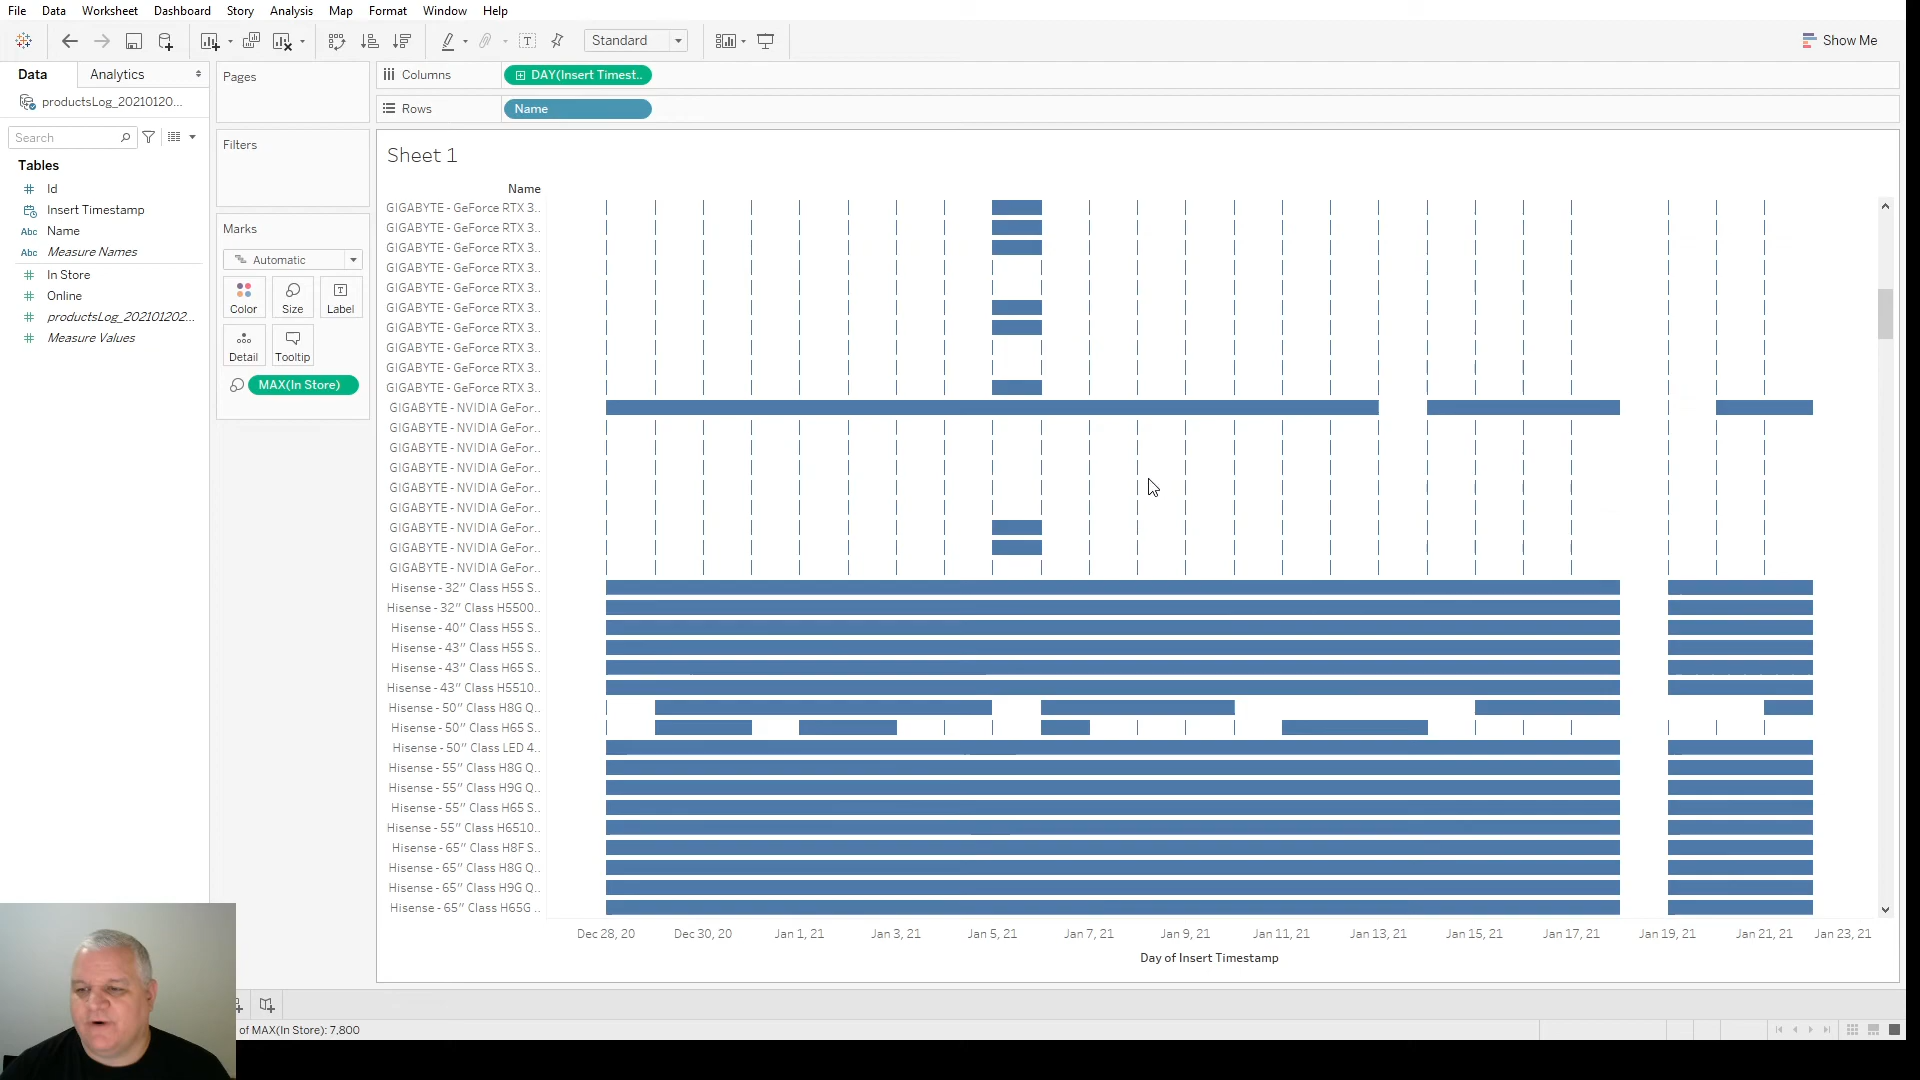 File Data Worksheet Dashboard Story Analysis Map Format Window Help
Standard
Show Me
Data Analytics
productsLog_20210120...
Search
Tables
Id
Insert Timestamp
Abc Name
Abc Measure Names
In Store
Online
productsLog_202101202...
Measure Values
Pages
Filters
Marks
Automatic
Color Size Label
Detail Tooltip
MAX(In Store)
Columns DAY(Insert Timest..
Rows Name
Sheet 1
Name
GIGABYTE - GeForce RTX 3..
GIGABYTE - GeForce RTX 3..
GIGABYTE - GeForce RTX 3..
GIGABYTE - GeForce RTX 3..
GIGABYTE - GeForce RTX 3..
GIGABYTE - GeForce RTX 3..
GIGABYTE - GeForce RTX 3..
GIGABYTE - GeForce RTX 3..
GIGABYTE - GeForce RTX 3..
GIGABYTE - GeForce RTX 3..
GIGABYTE - NVIDIA GeFor..
GIGABYTE - NVIDIA GeFor..
GIGABYTE - NVIDIA GeFor..
GIGABYTE - NVIDIA GeFor..
GIGABYTE - NVIDIA GeFor..
GIGABYTE - NVIDIA GeFor..
GIGABYTE - NVIDIA GeFor..
GIGABYTE - NVIDIA GeFor..
GIGABYTE - NVIDIA GeFor..
Hisense - 32" Class H55 S..
Hisense - 32" Class H5500..
Hisense - 40" Class H55 S..
Hisense - 43" Class H55 S..
Hisense - 43" Class H65 S..
Hisense - 43" Class H5510..
Hisense - 50" Class H8G Q..
Hisense - 50" Class H65 S..
Hisense - 50" Class LED 4..
Hisense - 55" Class H8G Q..
Hisense - 55" Class H9G Q..
Hisense - 55" Class H65 S..
Hisense - 55" Class H6510..
Hisense - 65" Class H8F S..
Hisense - 65" Class H8G Q..
Hisense - 65" Class H9G Q..
Hisense - 65" Class H65G ..
Dec 28, 20 Dec 30, 20 Jan 1, 21 Jan 3, 21 Jan 5, 21 Jan 7, 21 Jan 9, 21 Jan 11, 21 Jan 13, 21 Jan 15, 21 Jan 17, 21 Jan 19, 21 Jan 21, 21 Jan 23, 21
Day of Insert Timestamp
of MAX(In Store): 7,800